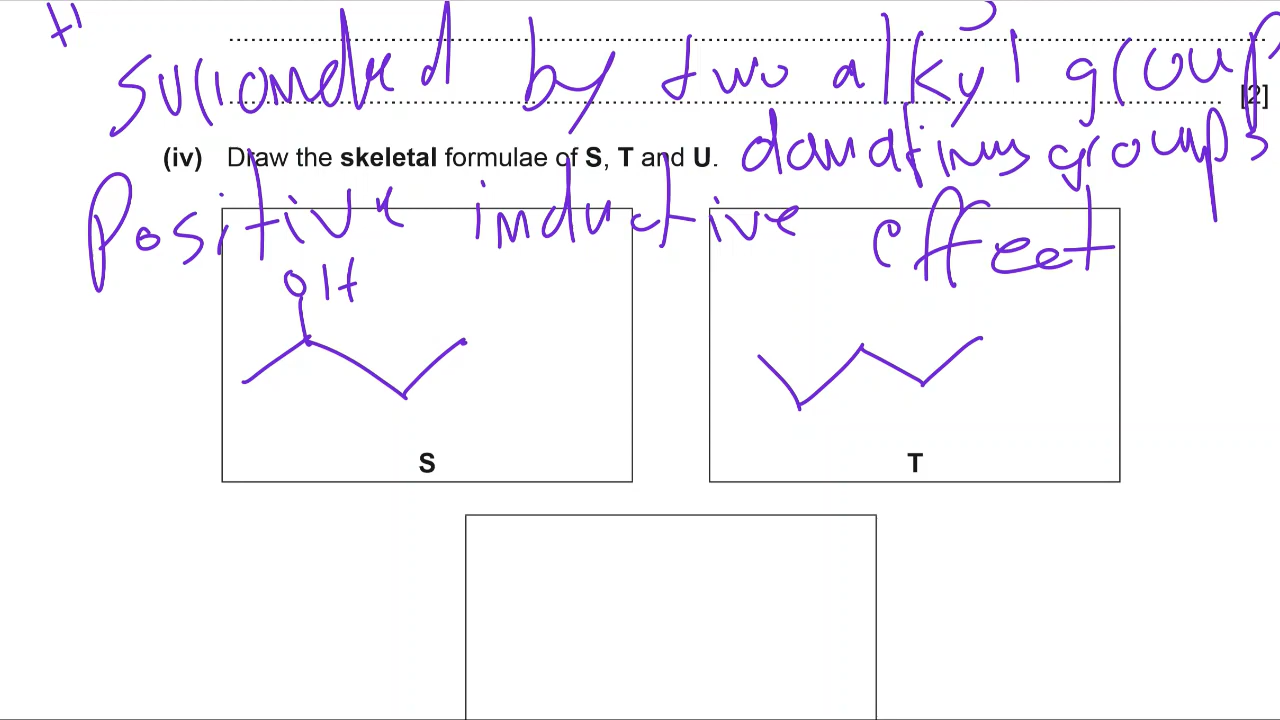 surrounded by two alkyl groups
[2]
(iv) Draw the skeletal formulae of S, T and U. donating groups
Positive inductive effect
OH
S
T